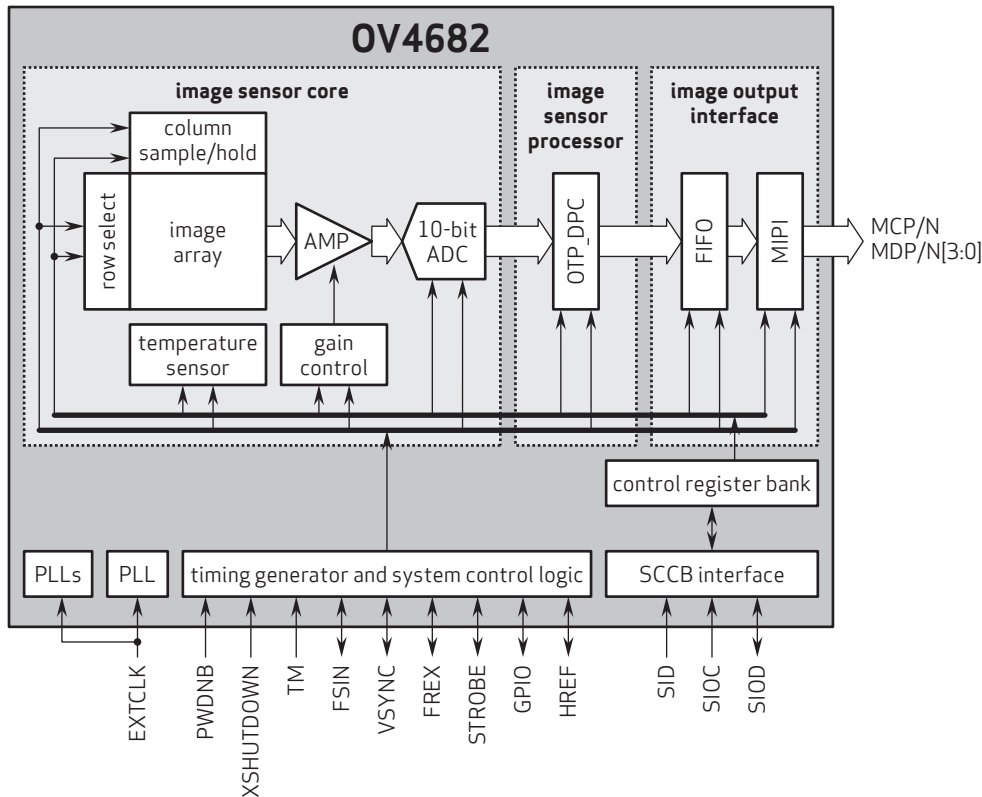 OV4682
image sensor core
image
sensor
processor
image output
interface
column
sample/hold
row select
image
array
AMP
10-bit
ADC
OTP_DPC
FIFO
MIPI
MCP/N
MDP/N[3:0]
temperature
sensor
gain
control
control register bank
PLLs
PLL
timing generator and system control logic
SCCB interface
EXTCLK
PWDNB
XSHUTDOWN
TM
FSIN
VSYNC
FREX
STROBE
GPIO
HREF
SID
SIOC
SIOD